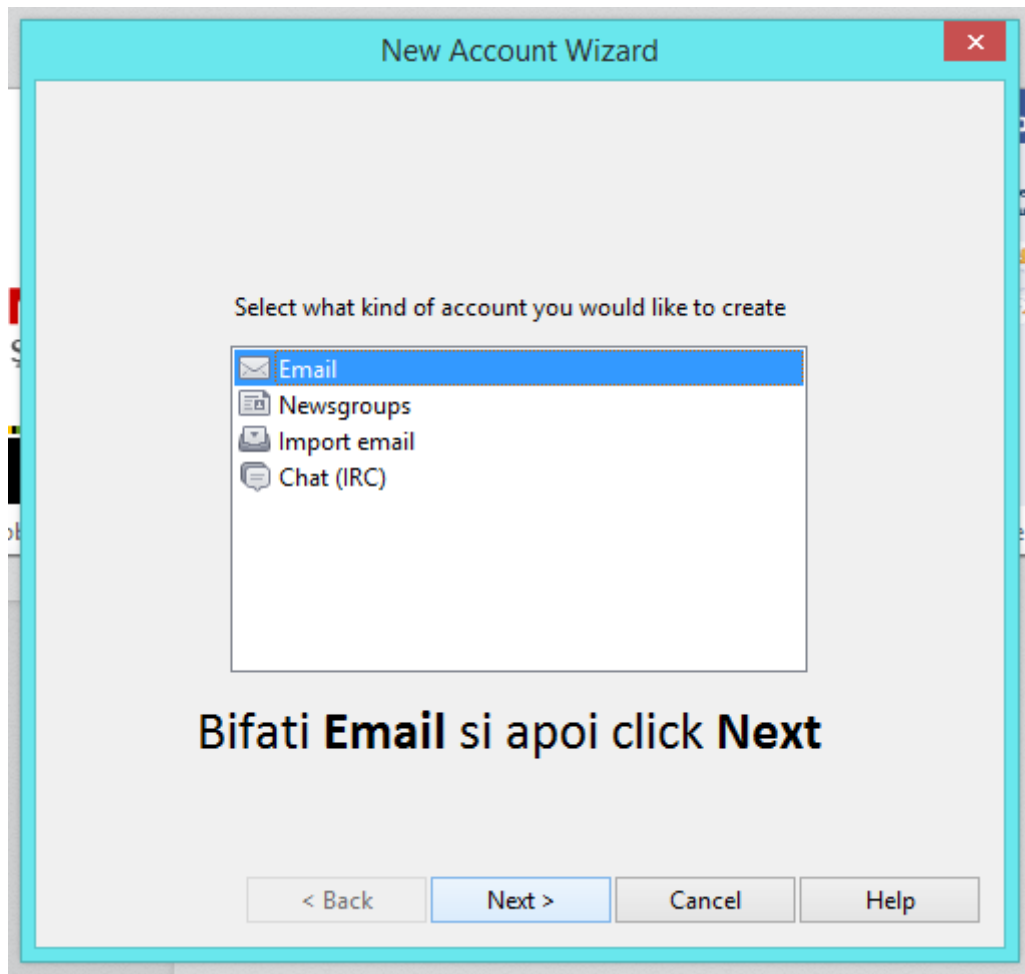 New Account Wizard
Select what kind of account you would like to create
Email
Newsgroups
Import email
Chat (IRC)
Bifati Email si apoi click Next
< Back
Next >
Cancel
Help